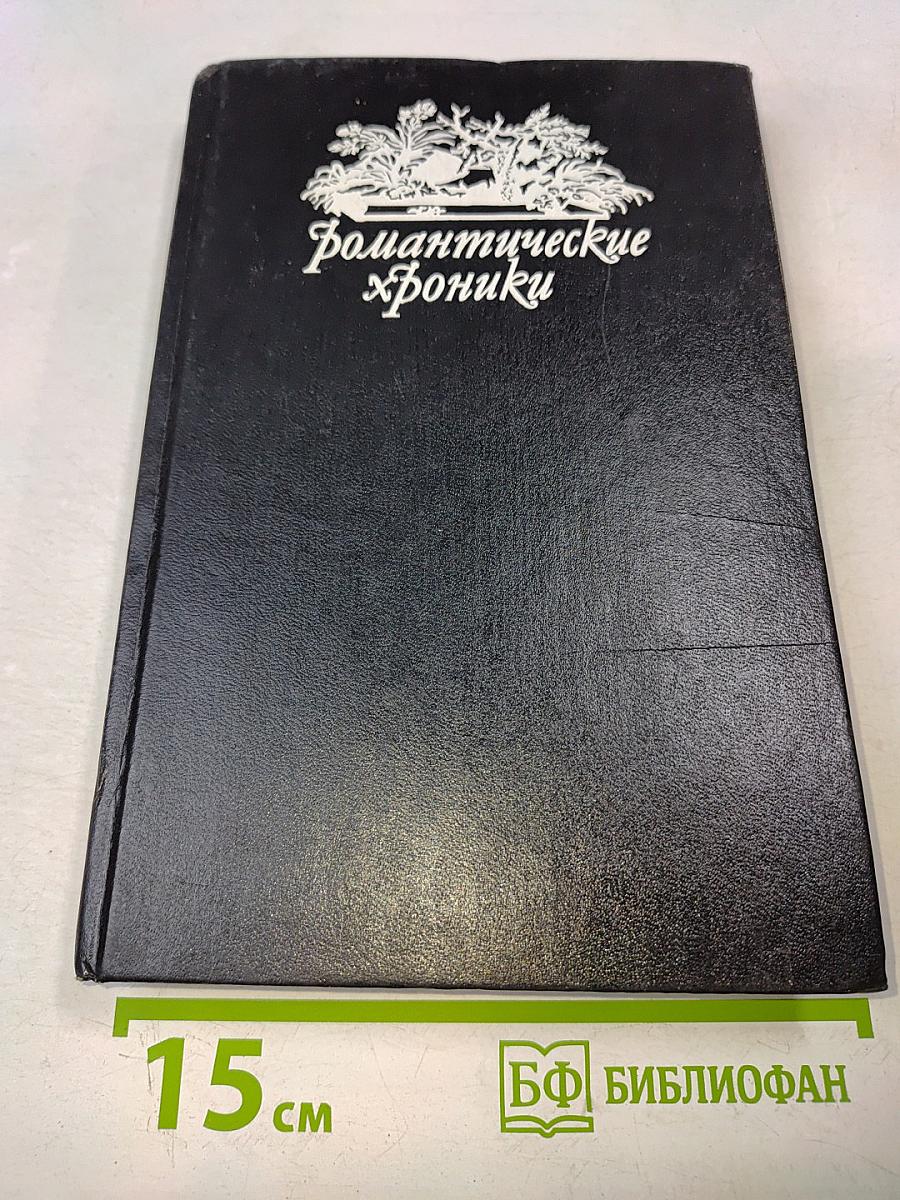 Романтические
хроники
15 см
БФ БИБЛИОФАН